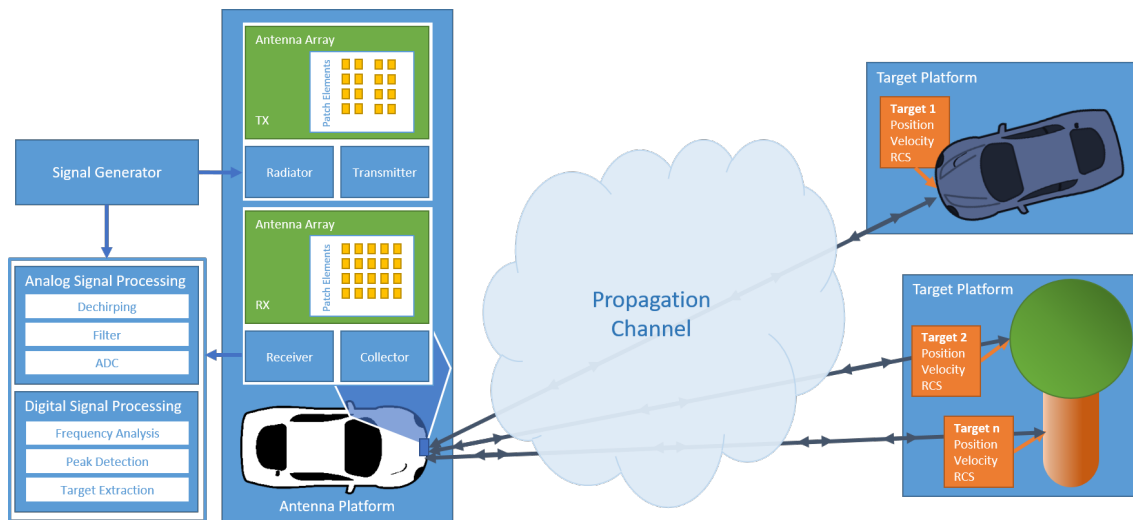 Signal Generator
Analog Signal Processing
Dechirping
Filter
ADC
Digital Signal Processing
Frequency Analysis
Peak Detection
Target Extraction
Antenna Array
Patch Elements
TX
Radiator
Transmitter
Antenna Array
Patch Elements
RX
Receiver
Collector
Antenna Platform
Propagation
Channel
Target Platform
Target 1
Position
Velocity
RCS
Target Platform
Target 2
Position
Velocity
RCS
Target n
Position
Velocity
RCS